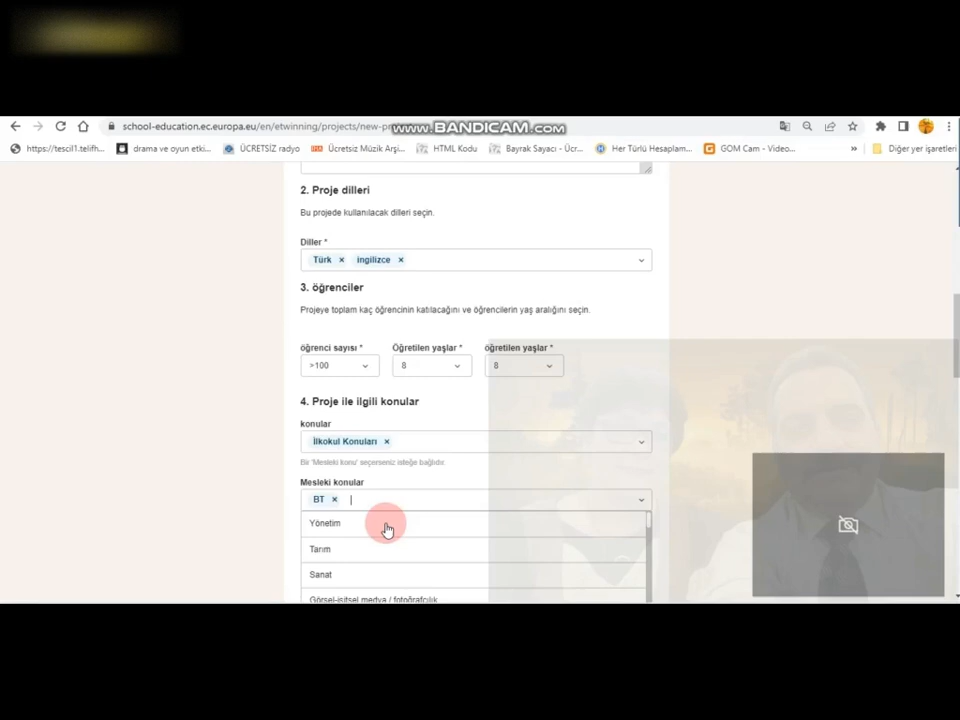 school-education.ec.europa.eu/en/etwinning/projects/new-pr
www.BANDICAM.com
https://tescil1.telifh...
drama ve oyun etki...
ÜCRETSİZ radyo
Ücretsiz Müzik Arşi...
HTML Kodu
Bayrak Sayacı - Ücr...
Her Türlü Hesaplam...
GOM Cam - Video...
»
Diğer yer işaretleri
2. Proje dilleri
Bu projede kullanılacak dilleri seçin.
Diller *
Türk × ingilizce ×
3. öğrenciler
Projeye toplam kaç öğrencinin katılacağını ve öğrencilerin yaş aralığını seçin.
öğrenci sayısı * Öğretilen yaşlar * öğretilen yaşlar *
>100 8 8
4. Proje ile ilgili konular
konular
İlkokul Konuları ×
Bir 'Mesleki konu' seçerseniz isteğe bağlıdır.
Mesleki konular
BT ×
Yönetim
Tarım
Sanat
Görsel-işitsel medya / fotoğrafçılık